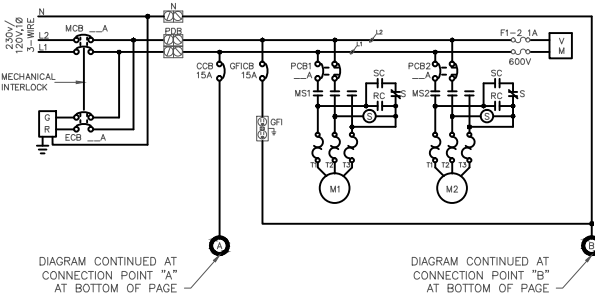 N
N
MCB __A
PDB
F1-2 1A
L2
L1
230v/
120V,1Ø
3-WIRE
L2
L1
V
M
600V
MECHANICAL
INTERLOCK
CCB
15A
GFICB
15A
PCB1
__A
PCB2
__A
SC
SC
RC
S
RC
S
MS1
MS2
S
S
G
R
ECB __A
GFI
T1
T2
T3
T1
T2
T3
M1
M2
A
B
DIAGRAM CONTINUED AT
CONNECTION POINT "A"
AT BOTTOM OF PAGE
DIAGRAM CONTINUED AT
CONNECTION POINT "B"
AT BOTTOM OF PAGE